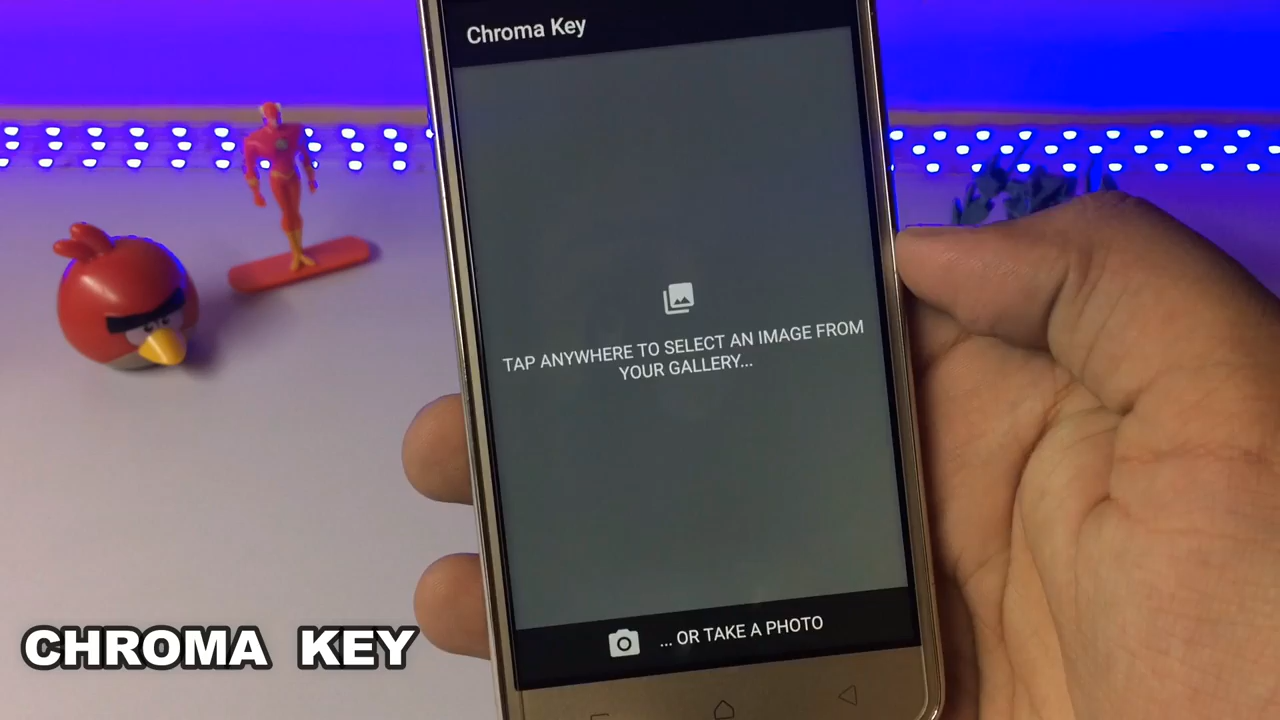 Chroma Key
TAP ANYWHERE TO SELECT AN IMAGE FROM
YOUR GALLERY...
... OR TAKE A PHOTO
CHROMA KEY